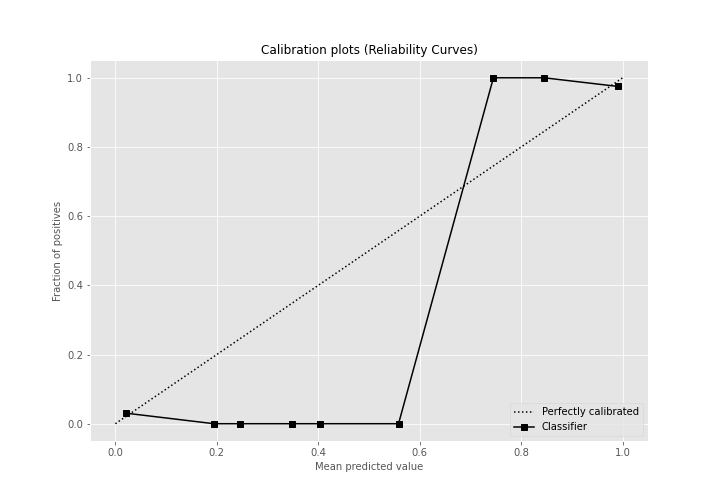 Calibration plots (Reliability Curves)
1.0
0.8
0.6
0.4
0.2
0.0
Fraction of positives
0.0 0.2 0.4 0.6 0.8 1.0
Mean predicted value
Perfectly calibrated
Classifier